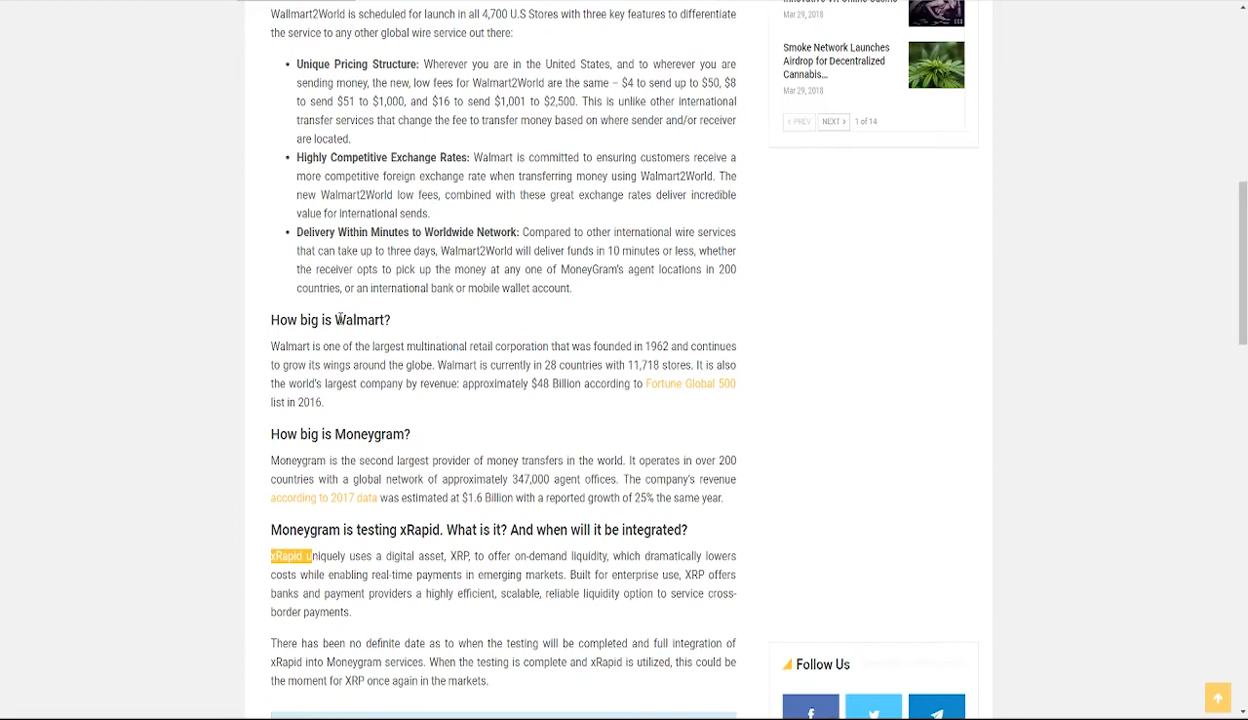 Wallmart2World is scheduled for launch in all 4,700 U.S Stores with three key features to differentiate
the service to any other global wire service out there:
• Unique Pricing Structure: Wherever you are in the United States, and to wherever you are
sending money, the new, low fees for Walmart2World are the same – $4 to send up to $50, $8
to send $51 to $1,000, and $16 to send $1,001 to $2,500. This is unlike other international
transfer services that change the fee to transfer money based on where sender and/or receiver
are located.
• Highly Competitive Exchange Rates: Walmart is committed to ensuring customers receive a
more competitive foreign exchange rate when transferring money using Walmart2World. The
new Walmart2World low fees, combined with these great exchange rates deliver incredible
value for international sends.
• Delivery Within Minutes to Worldwide Network: Compared to other international wire services
that can take up to three days, Walmart2World will deliver funds in 10 minutes or less, whether
the receiver opts to pick up the money at any one of MoneyGram's agent locations in 200
countries, or an international bank or mobile wallet account.
How big is Walmart?
Walmart is one of the largest multinational retail corporation that was founded in 1962 and continues
to grow its wings around the globe. Walmart is currently in 28 countries with 11,718 stores. It is also
the world's largest company by revenue: approximately $48 Billion according to Fortune Global 500
list in 2016.
How big is Moneygram?
Moneygram is the second largest provider of money transfers in the world. It operates in over 200
countries with a global network of approximately 347,000 agent offices. The company's revenue
according to 2017 data was estimated at $1.6 Billion with a reported growth of 25% the same year.
Moneygram is testing xRapid. What is it? And when will it be integrated?
xRapid uniquely uses a digital asset, XRP, to offer on-demand liquidity, which dramatically lowers
costs while enabling real-time payments in emerging markets. Built for enterprise use, XRP offers
banks and payment providers a highly efficient, scalable, reliable liquidity option to service cross-
border payments.
There has been no definite date as to when the testing will be completed and full integration of
xRapid into Moneygram services. When the testing is complete and xRapid is utilized, this could be
the moment for XRP once again in the markets.
Mar 29, 2018
Smoke Network Launches
Airdrop for Decentralized
Cannabis...
Mar 29, 2018
PREV NEXT 1 of 14
Follow Us